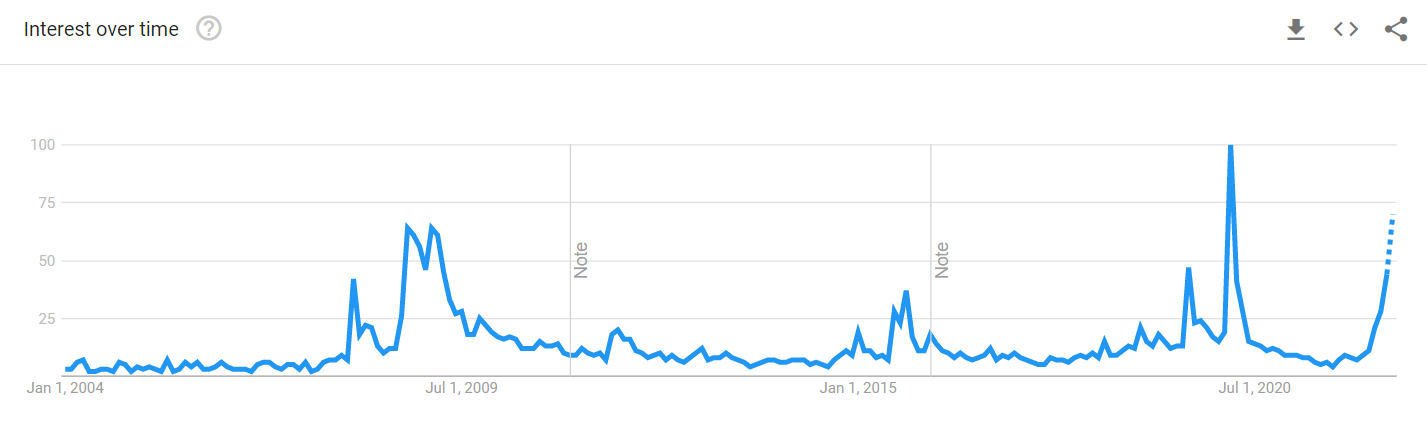 Interest over time ?
100
75
50
25
Note
Note
Jan 1, 2004
Jul 1, 2009
Jan 1, 2015
Jul 1, 2020